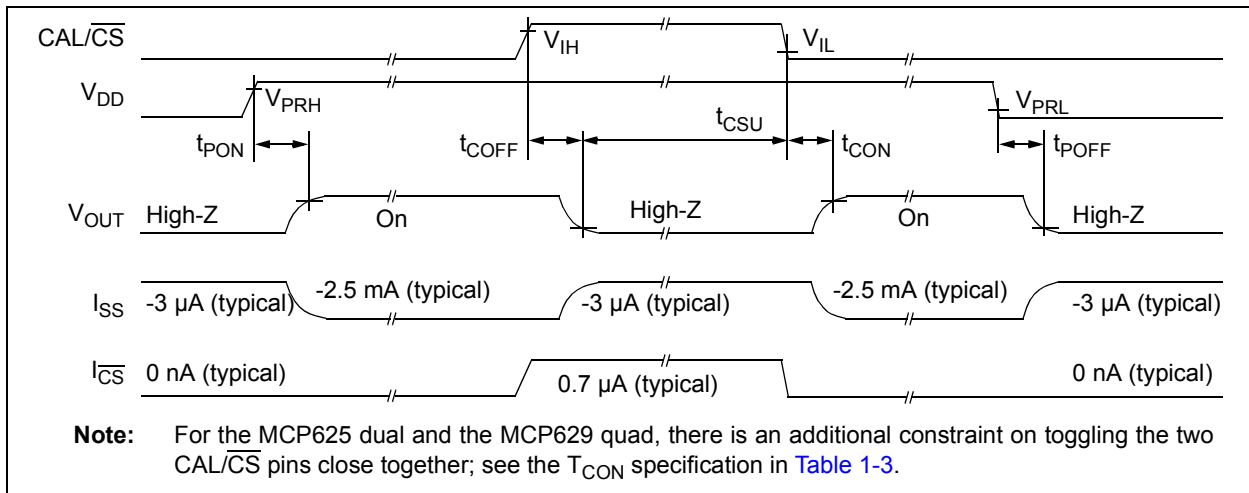 CAL/C̅S̅
V_IH
V_IL
V_DD
V_PRH
V_PRL
t_PON
t_COFF
t_CSU
t_CON
t_POFF
V_OUT
High-Z
On
High-Z
On
High-Z
I_SS
-3 µA (typical)
-2.5 mA (typical)
-3 µA (typical)
-2.5 mA (typical)
-3 µA (typical)
I_C̅S̅
0 nA (typical)
0.7 µA (typical)
0 nA (typical)
Note: For the MCP625 dual and the MCP629 quad, there is an additional constraint on toggling the two
CAL/C̅S̅ pins close together; see the T_CON specification in Table 1-3.